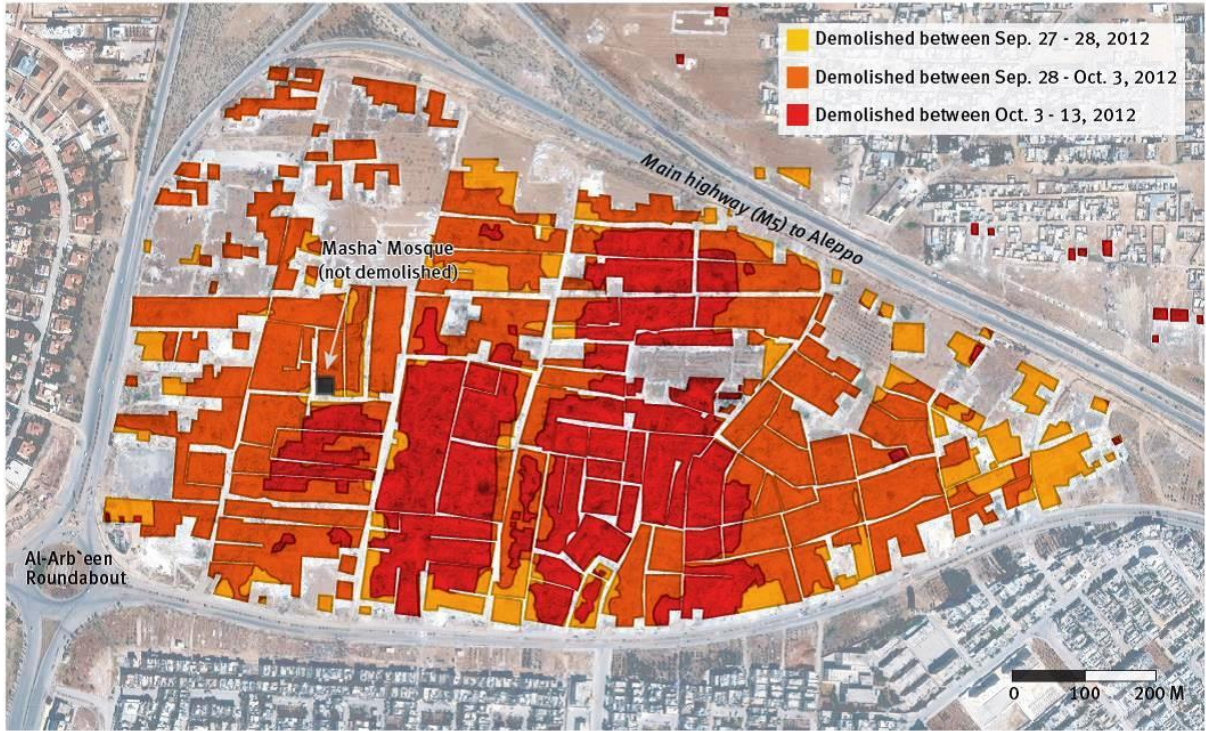 Demolished between Sep. 27 - 28, 2012
Demolished between Sep. 28 - Oct. 3, 2012
Demolished between Oct. 3 - 13, 2012
Main highway (M5) to Aleppo
Masha` Mosque
(not demolished)
Al-Arb`een
Roundabout
0 100 200 M